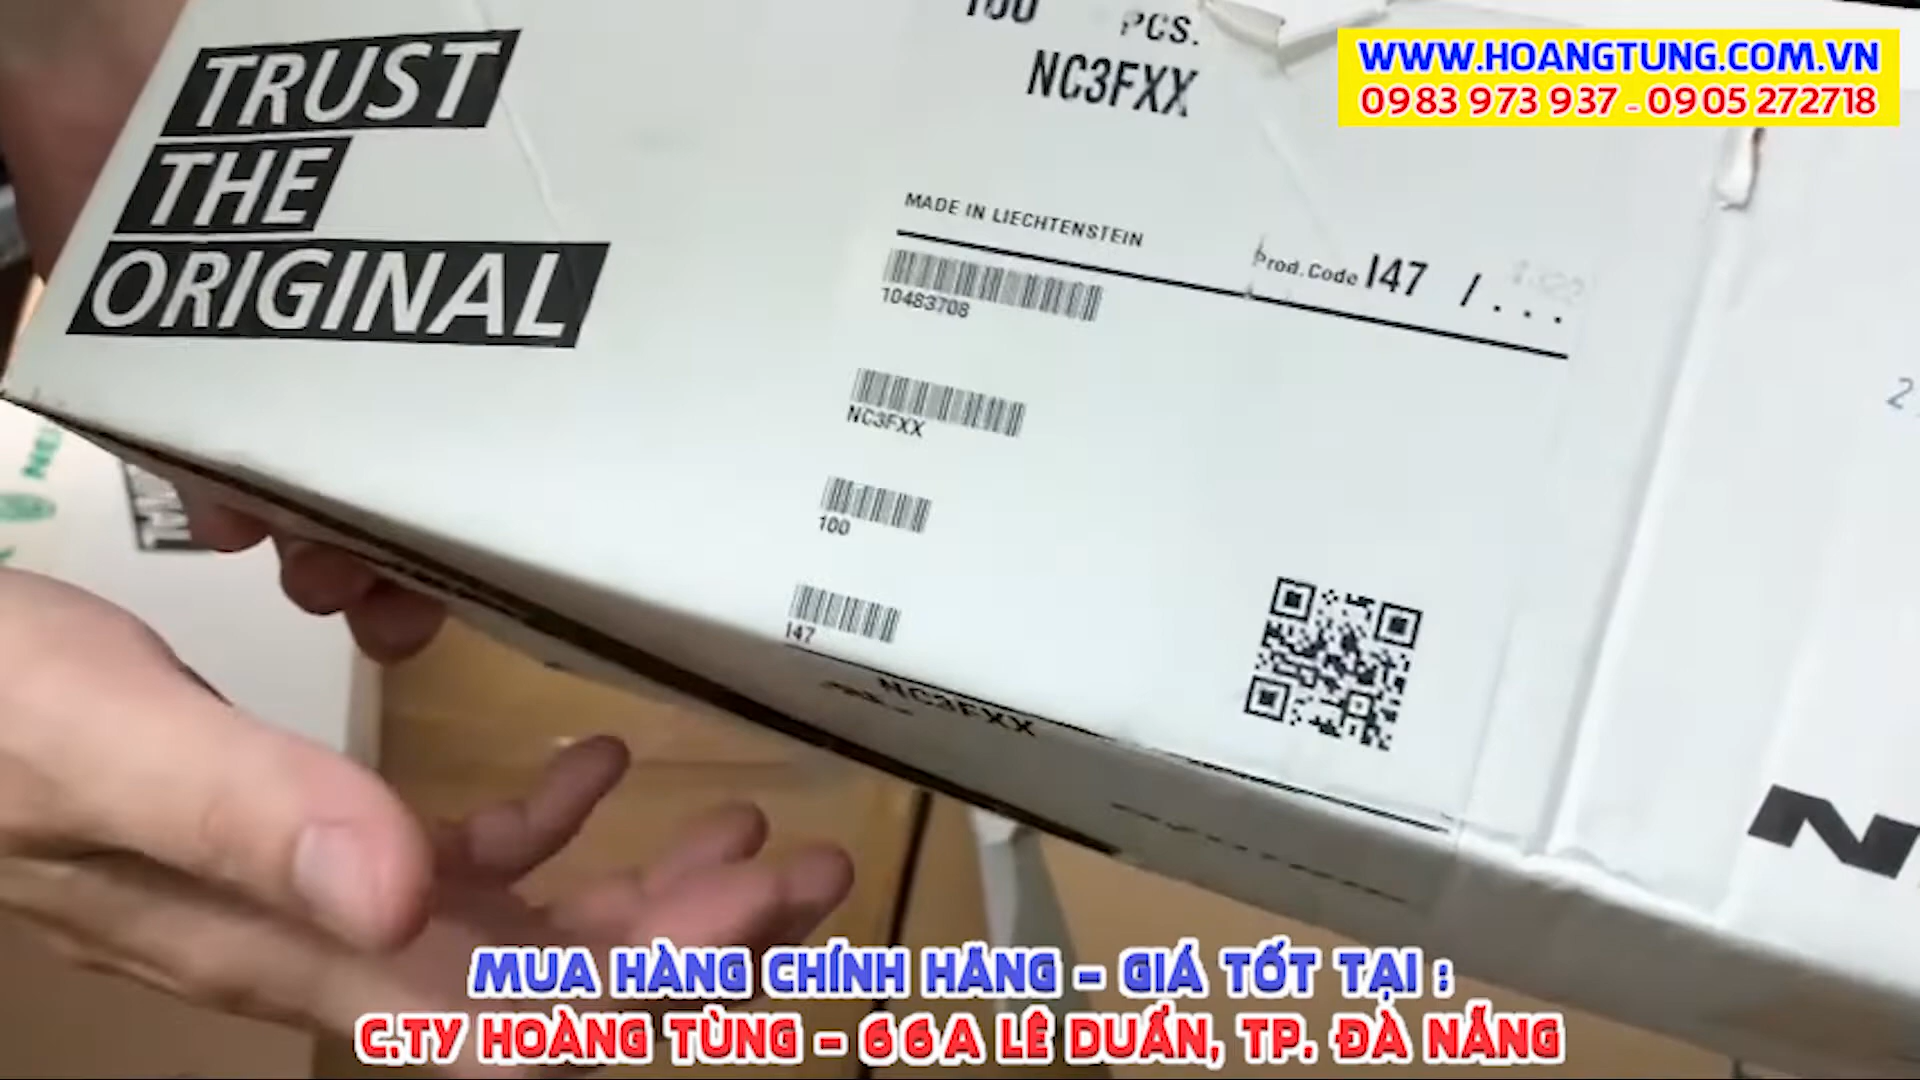 TRUST
THE
ORIGINAL
100 PCS.
NC3FXX
WWW.HOANGTUNG.COM.VN
0983 973 937 - 0905 272718
MADE IN LIECHTENSTEIN
Prod. Code I47 / ...
10483708
NC3FXX
100
I47
NC3FXX
MUA HÀNG CHÍNH HÃNG - GIÁ TỐT TẠI :
C.TY HOÀNG TÙNG - 66A LÊ DUẨN, TP. ĐÀ NẴNG